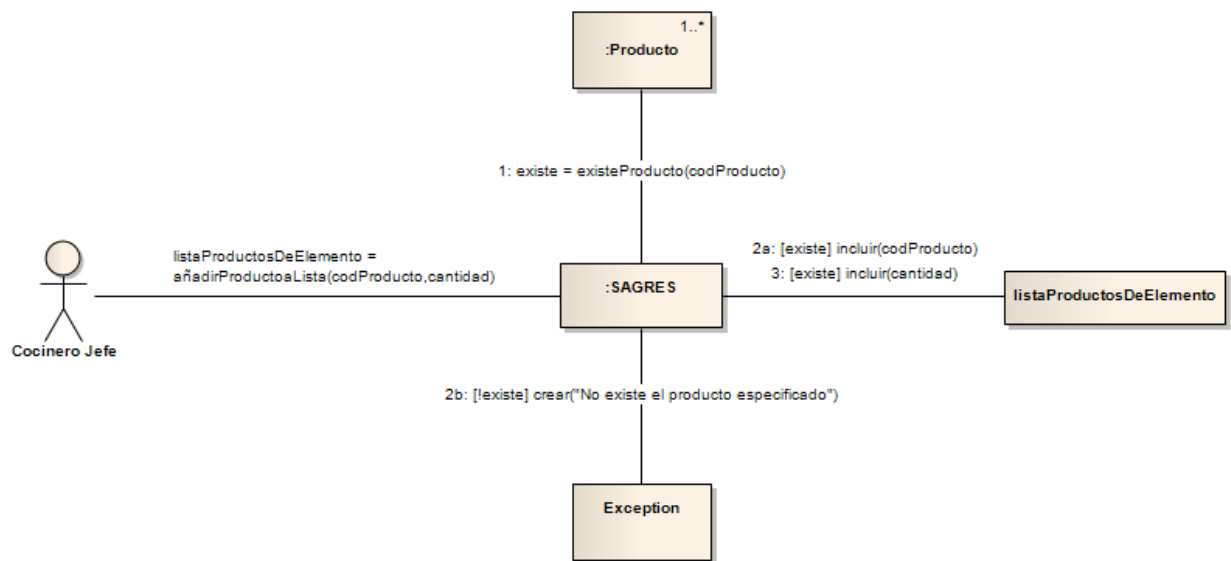 1..*
:Producto
1: existe = existeProducto(codProducto)
listaProductosDeElemento =
añadirProductoaLista(codProducto,cantidad)
2a: [existe] incluir(codProducto)
3: [existe] incluir(cantidad)
:SAGRES
listaProductosDeElemento
Cocinero Jefe
2b: [!existe] crear("No existe el producto especificado")
Exception